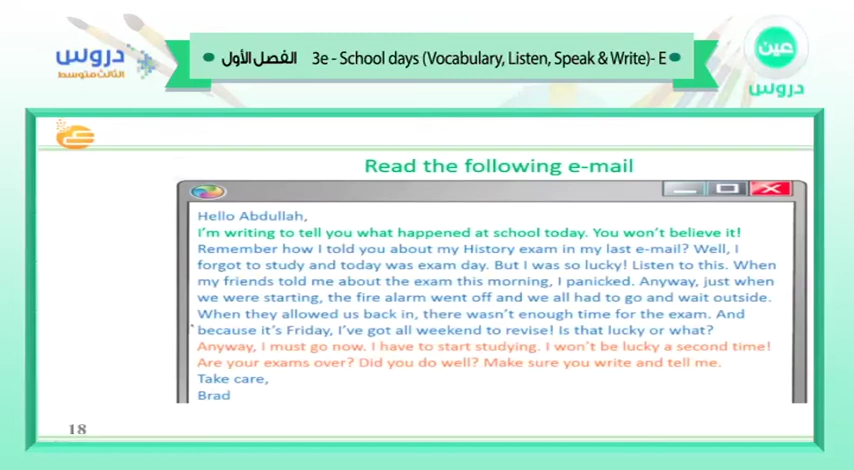 دروس
الثالث متوسط
3e - School days (Vocabulary, Listen, Speak & Write)- E الفصل الأول
عين
دروس
Read the following e-mail
Hello Abdullah,
I'm writing to tell you what happened at school today. You won't believe it!
Remember how I told you about my History exam in my last e-mail? Well, I
forgot to study and today was exam day. But I was so lucky! Listen to this. When
my friends told me about the exam this morning, I panicked. Anyway, just when
we were starting, the fire alarm went off and we all had to go and wait outside.
When they allowed us back in, there wasn't enough time for the exam. And
because it's Friday, I've got all weekend to revise! Is that lucky or what?
Anyway, I must go now. I have to start studying. I won't be lucky a second time!
Are your exams over? Did you do well? Make sure you write and tell me.
Take care,
Brad
18